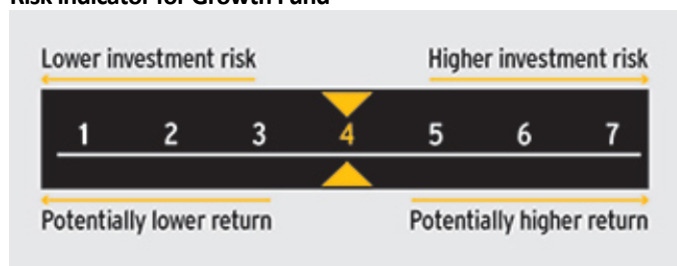 Risk indicator for Growth Fund
Lower investment risk Higher investment risk
1 2 3 4 5 6 7
Potentially lower return Potentially higher return